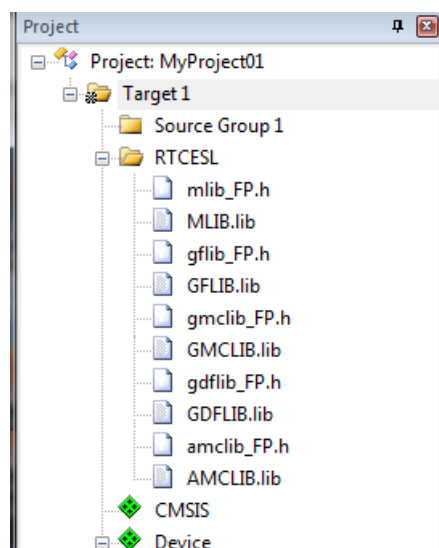 Project
Project: MyProject01
Target 1
Source Group 1
RTCESL
mlib_FP.h
MLIB.lib
gflib_FP.h
GFLIB.lib
gmclib_FP.h
GMCLIB.lib
gdflib_FP.h
GDFLIB.lib
amclib_FP.h
AMCLIB.lib
CMSIS
Device